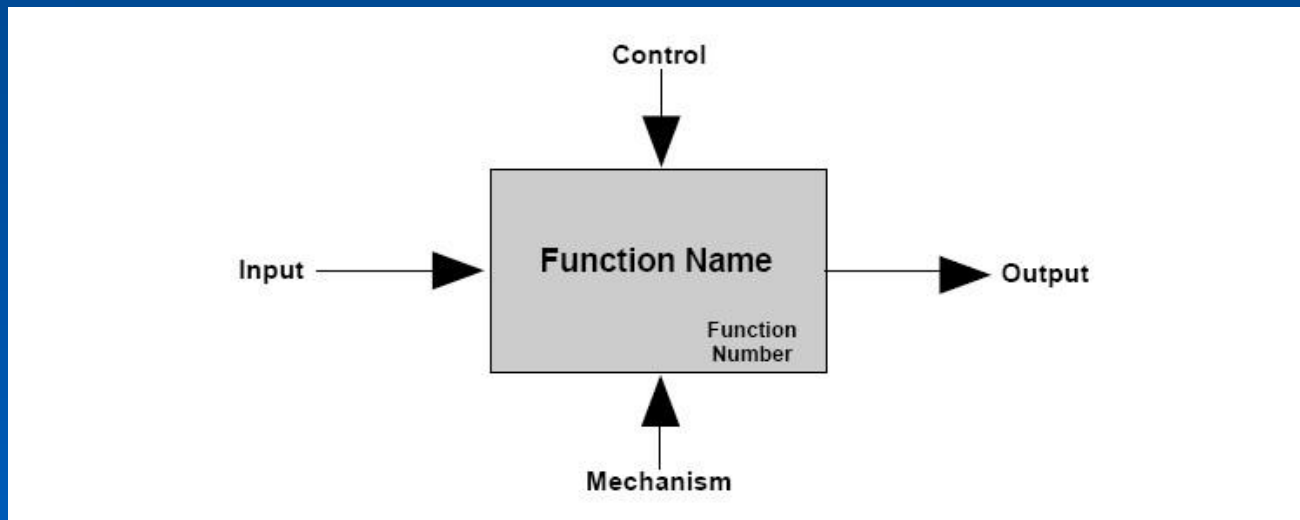 Control
Input
Function Name
Output
Function
Number
Mechanism